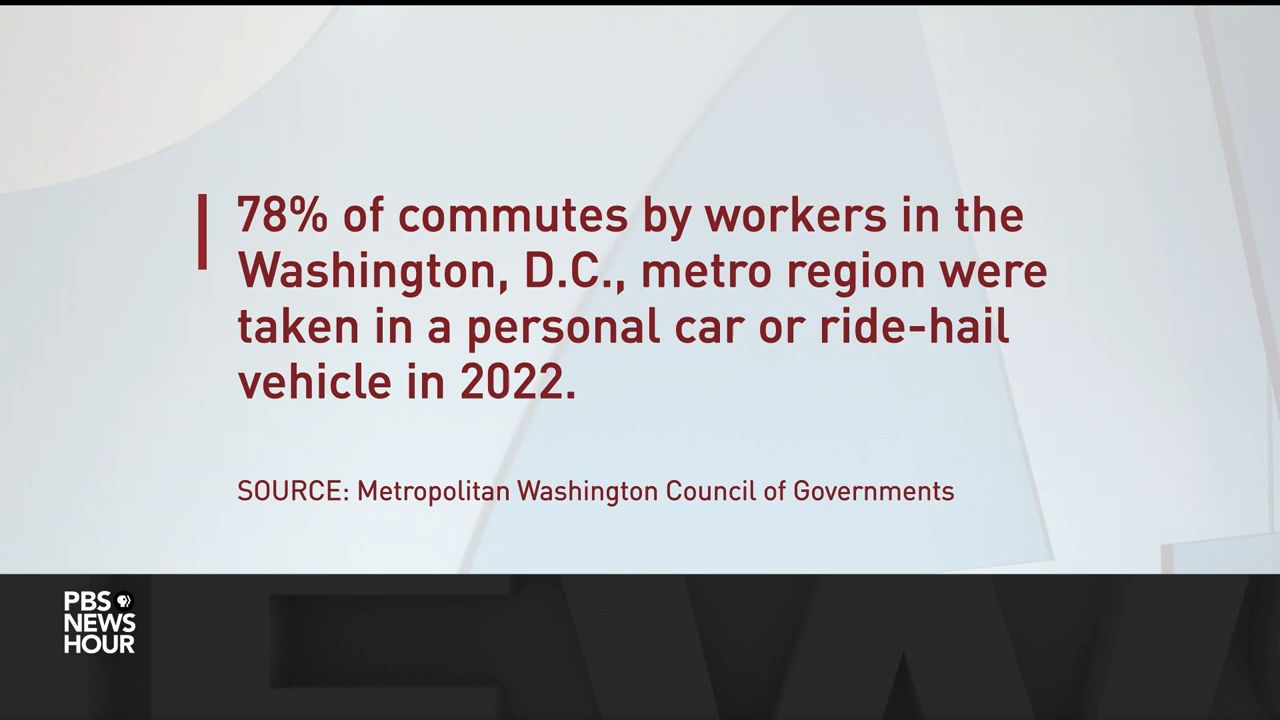 78% of commutes by workers in the
Washington, D.C., metro region were
taken in a personal car or ride-hail
vehicle in 2022.
SOURCE: Metropolitan Washington Council of Governments
PBS
NEWS
HOUR